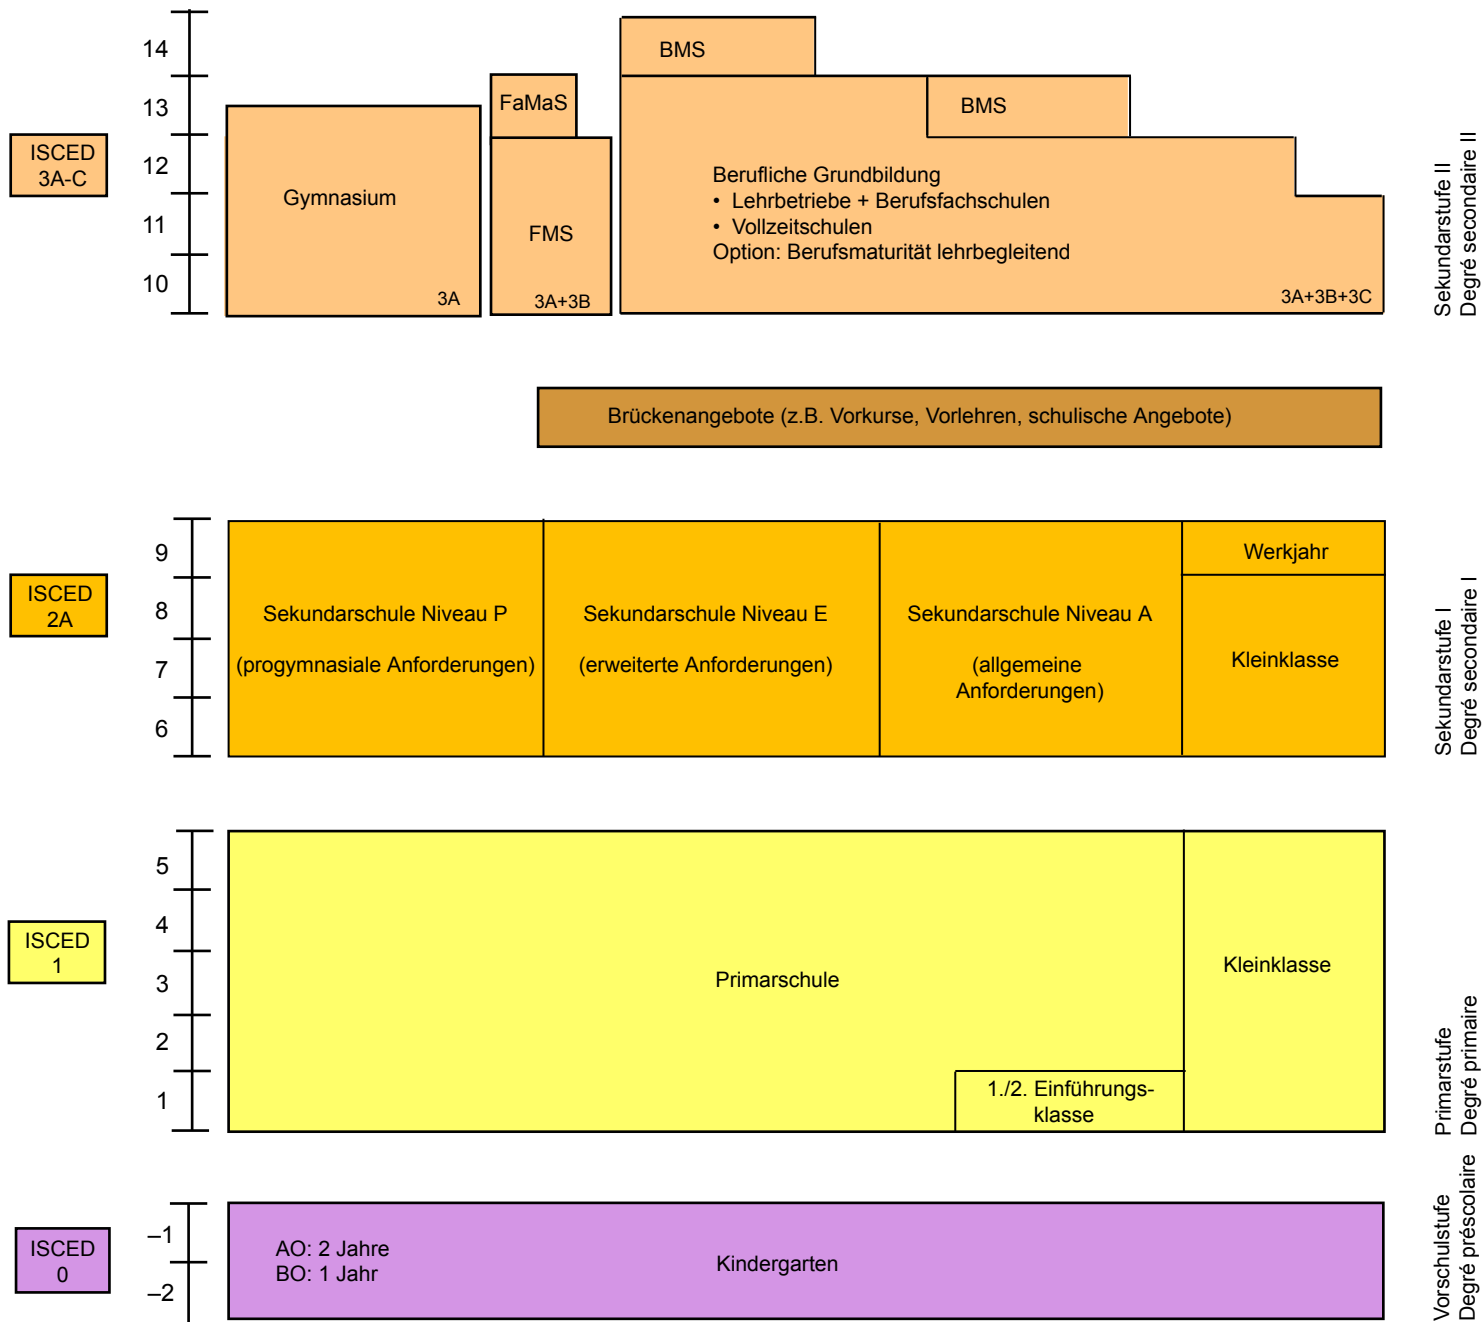 14
BMS
13
FaMaS
BMS
ISCED
3A-C
12
Gymnasium
Berufliche Grundbildung
• Lehrbetriebe + Berufsfachschulen
• Vollzeitschulen
Option: Berufsmaturität lehrbegleitend
11
FMS
10
3A
3A+3B
3A+3B+3C
Sekundarstufe II
Degré secondaire II
Brückenangebote (z.B. Vorkurse, Vorlehren, schulische Angebote)
9
Werkjahr
ISCED
2A
8
Sekundarschule Niveau P
(progymnasiale Anforderungen)
Sekundarschule Niveau E
(erweiterte Anforderungen)
Sekundarschule Niveau A
(allgemeine
Anforderungen)
Kleinklasse
7
6
Sekundarstufe I
Degré secondaire I
5
4
ISCED
1
3
Primarschule
Kleinklasse
2
1
1./2. Einführungs-
klasse
Primarstufe
Degré primaire
–1
ISCED
0
AO: 2 Jahre
BO: 1 Jahr
Kindergarten
–2
Vorschulstufe
Degré préscolaire